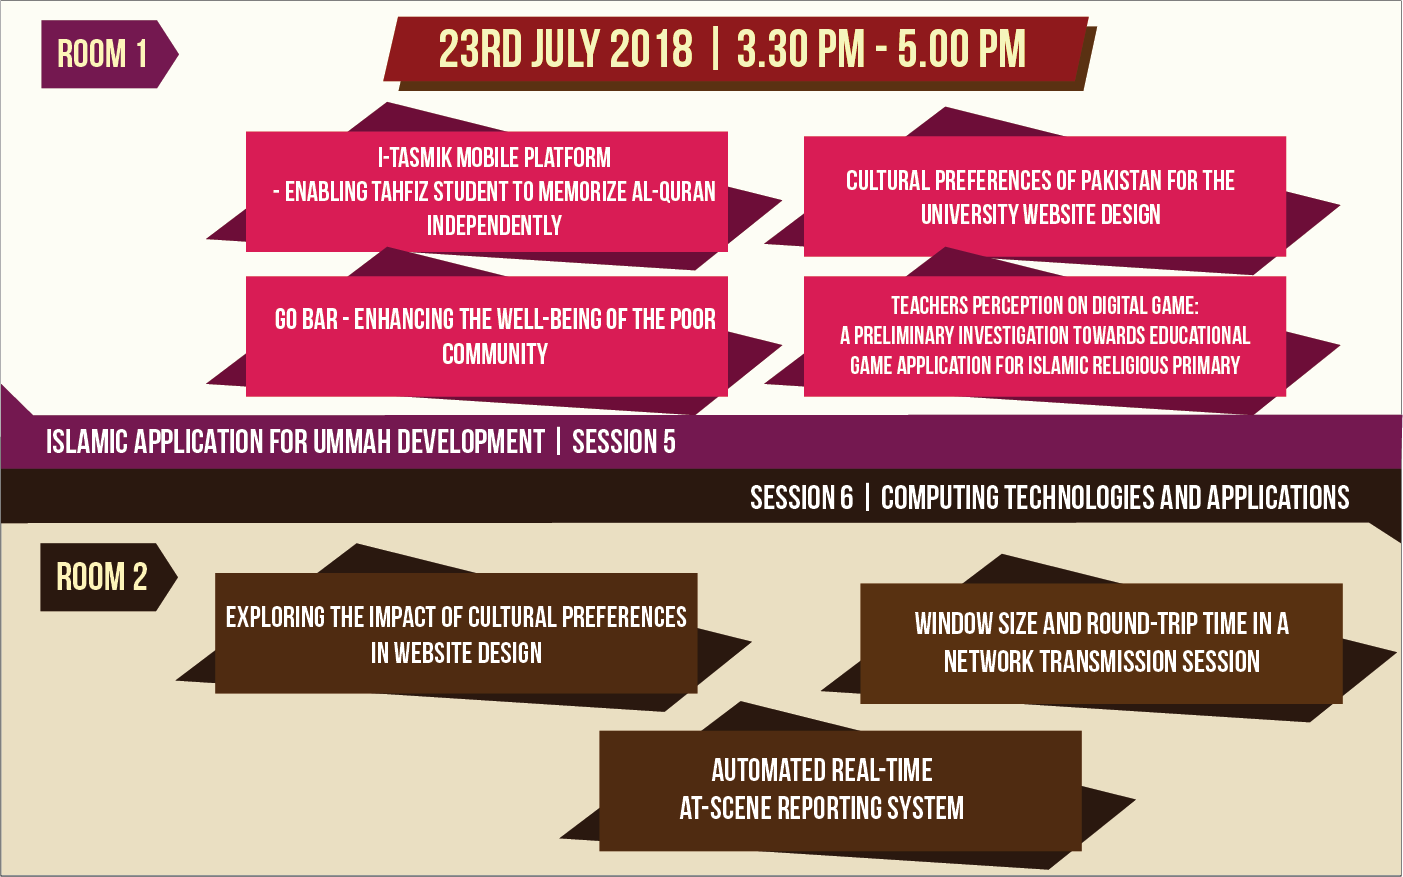 ROOM 1
23RD JULY 2018 | 3.30 PM - 5.00 PM
I-TASMIK MOBILE PLATFORM
- ENABLING TAHFIZ STUDENT TO MEMORIZE AL-QURAN
INDEPENDENTLY
CULTURAL PREFERENCES OF PAKISTAN FOR THE
UNIVERSITY WEBSITE DESIGN
GO BAR - ENHANCING THE WELL-BEING OF THE POOR
COMMUNITY
TEACHERS PERCEPTION ON DIGITAL GAME:
A PRELIMINARY INVESTIGATION TOWARDS EDUCATIONAL
GAME APPLICATION FOR ISLAMIC RELIGIOUS PRIMARY
ISLAMIC APPLICATION FOR UMMAH DEVELOPMENT | SESSION 5
SESSION 6 | COMPUTING TECHNOLOGIES AND APPLICATIONS
ROOM 2
EXPLORING THE IMPACT OF CULTURAL PREFERENCES
IN WEBSITE DESIGN
WINDOW SIZE AND ROUND-TRIP TIME IN A
NETWORK TRANSMISSION SESSION
AUTOMATED REAL-TIME
AT-SCENE REPORTING SYSTEM